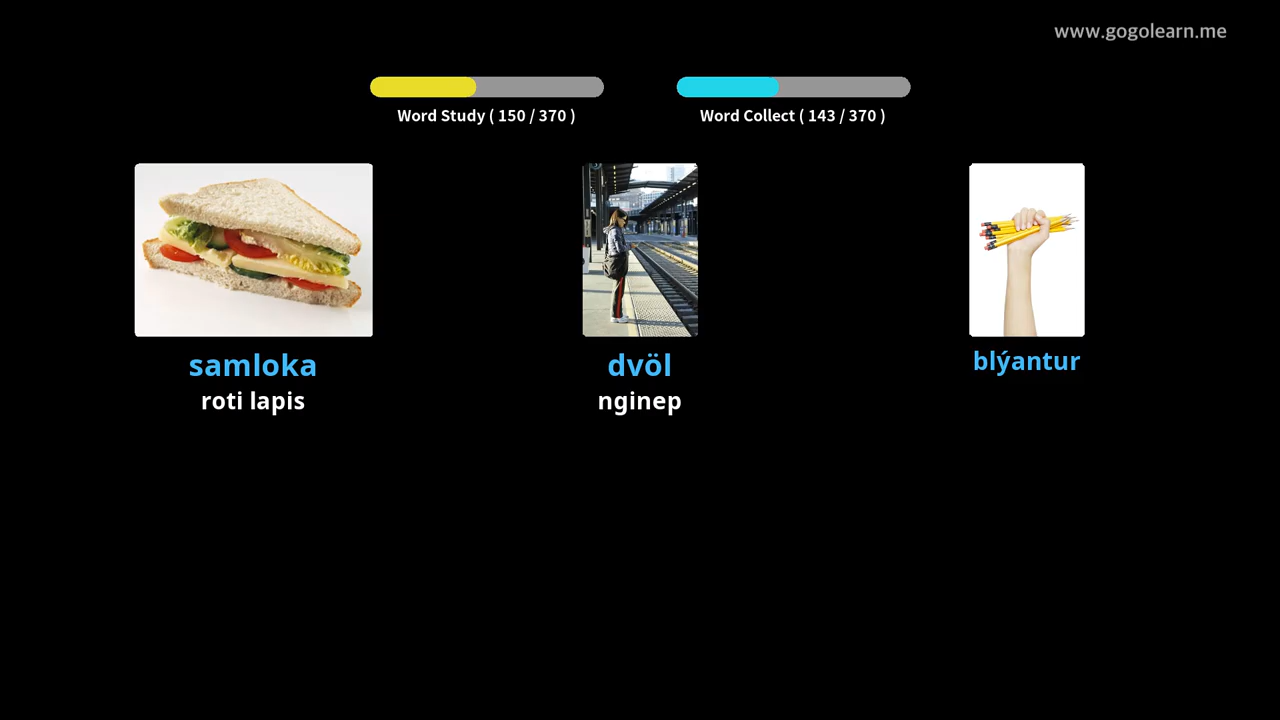 www.gogolearn.me
Word Study ( 150 / 370 )
Word Collect ( 143 / 370 )
samloka
roti lapis
dvöl
nginep
blýantur